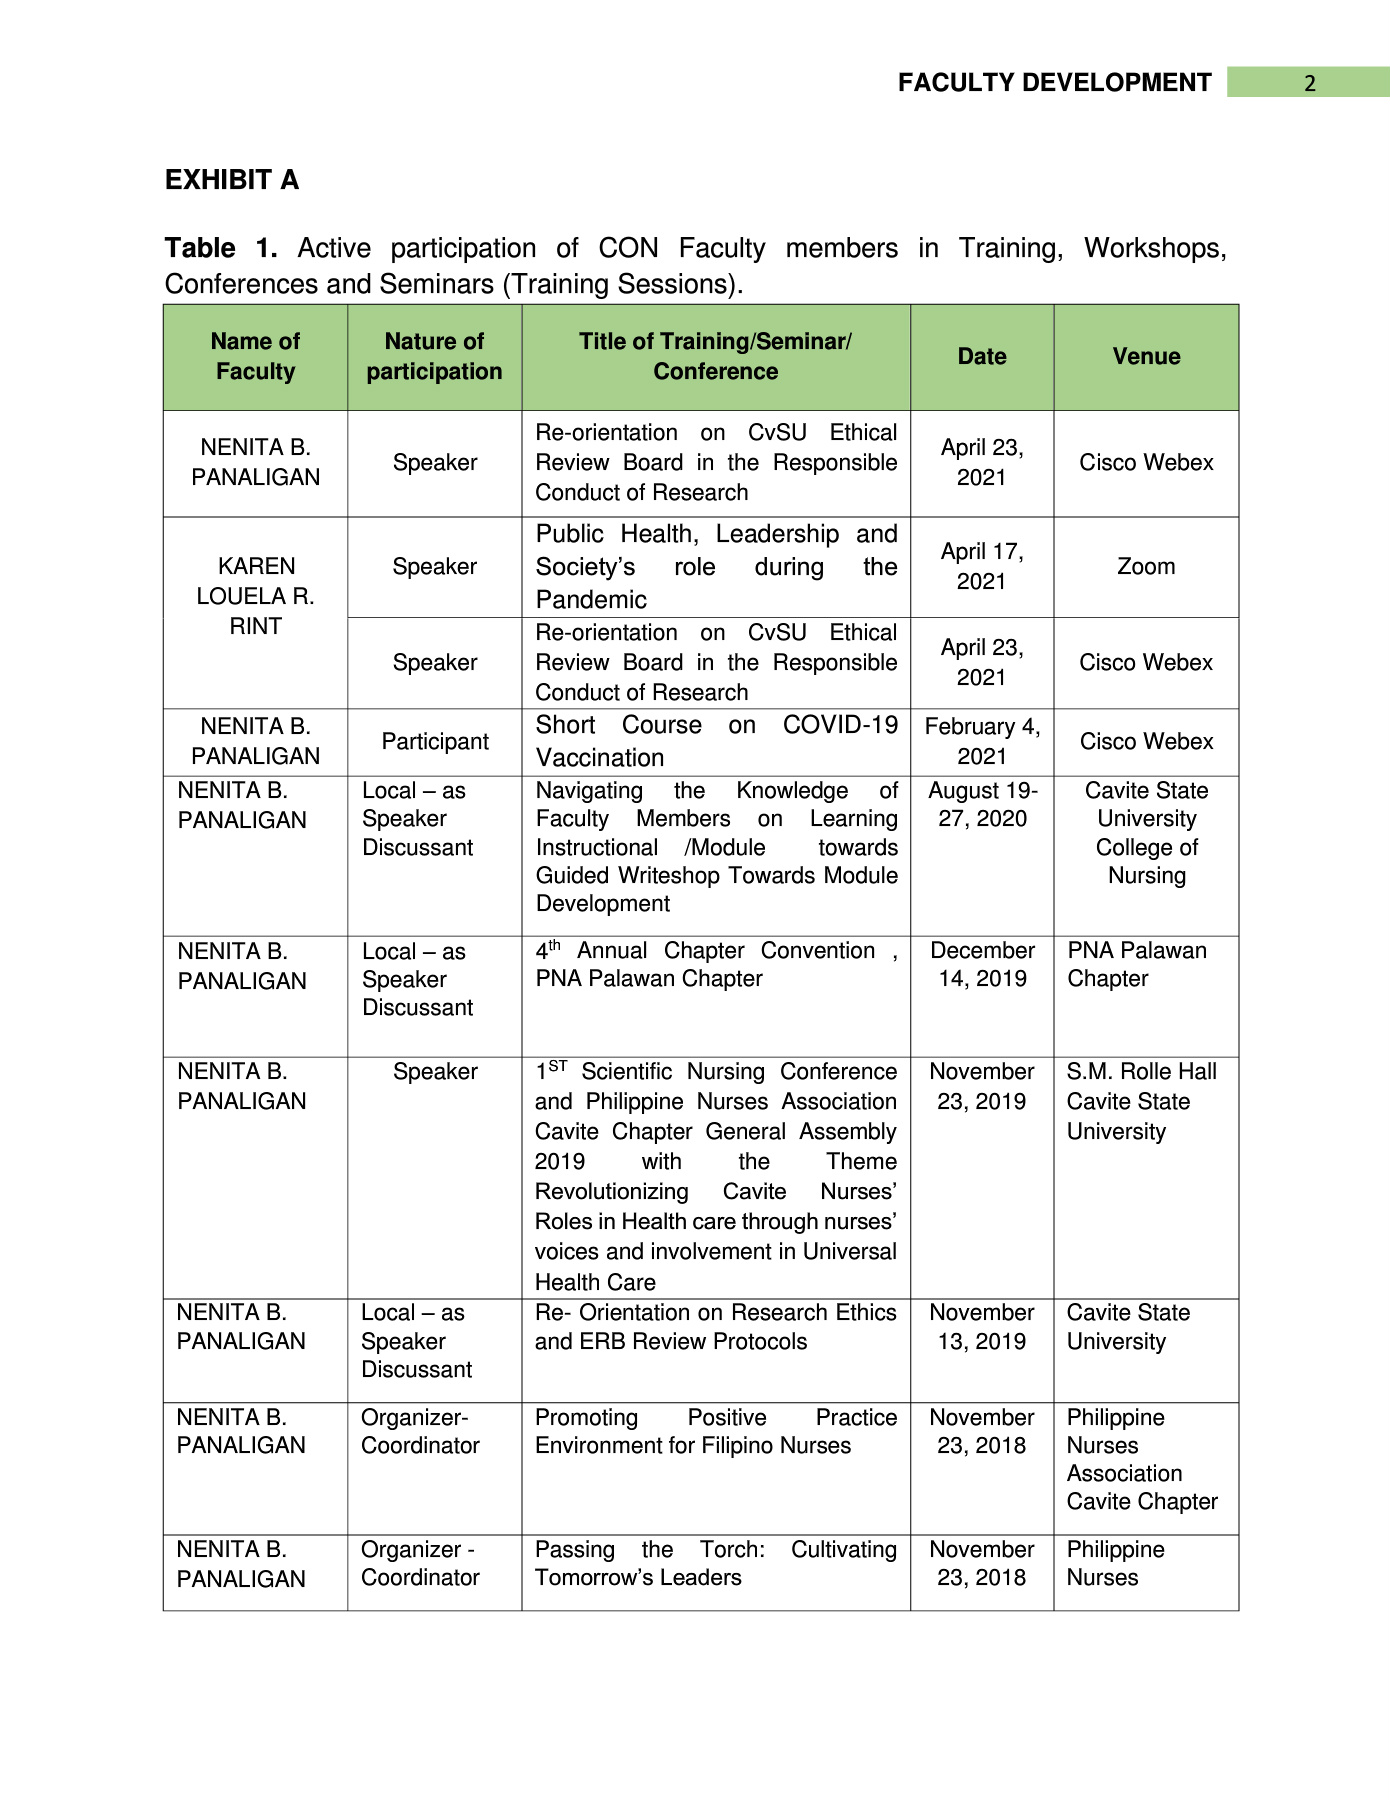 FACULTY DEVELOPMENT 2
EXHIBIT A
Table 1. Active participation of CON Faculty members in Training, Workshops,
Conferences and Seminars (Training Sessions).
Name of
Faculty
Nature of
participation
Title of Training/Seminar/
Conference
Date
Venue
NENITA B.
PANALIGAN
Speaker
Re-orientation on CvSU Ethical
Review Board in the Responsible
Conduct of Research
April 23,
2021
Cisco Webex
KAREN
LOUELA R.
RINT
Speaker
Public Health, Leadership and
Society’s role during the
Pandemic
April 17,
2021
Zoom
Speaker
Re-orientation on CvSU Ethical
Review Board in the Responsible
Conduct of Research
April 23,
2021
Cisco Webex
NENITA B.
PANALIGAN
Participant
Short Course on COVID-19
Vaccination
February 4,
2021
Cisco Webex
NENITA B.
PANALIGAN
Local – as
Speaker
Discussant
Navigating the Knowledge of
Faculty Members on Learning
Instructional /Module towards
Guided Writeshop Towards Module
Development
August 19-
27, 2020
Cavite State
University
College of
Nursing
NENITA B.
PANALIGAN
Local – as
Speaker
Discussant
4th Annual Chapter Convention ,
PNA Palawan Chapter
December
14, 2019
PNA Palawan
Chapter
NENITA B.
PANALIGAN
Speaker
1ST Scientific Nursing Conference
and Philippine Nurses Association
Cavite Chapter General Assembly
2019 with the Theme
Revolutionizing Cavite Nurses’
Roles in Health care through nurses’
voices and involvement in Universal
Health Care
November
23, 2019
S.M. Rolle Hall
Cavite State
University
NENITA B.
PANALIGAN
Local – as
Speaker
Discussant
Re- Orientation on Research Ethics
and ERB Review Protocols
November
13, 2019
Cavite State
University
NENITA B.
PANALIGAN
Organizer-
Coordinator
Promoting Positive Practice
Environment for Filipino Nurses
November
23, 2018
Philippine
Nurses
Association
Cavite Chapter
NENITA B.
PANALIGAN
Organizer -
Coordinator
Passing the Torch: Cultivating
Tomorrow’s Leaders
November
23, 2018
Philippine
Nurses